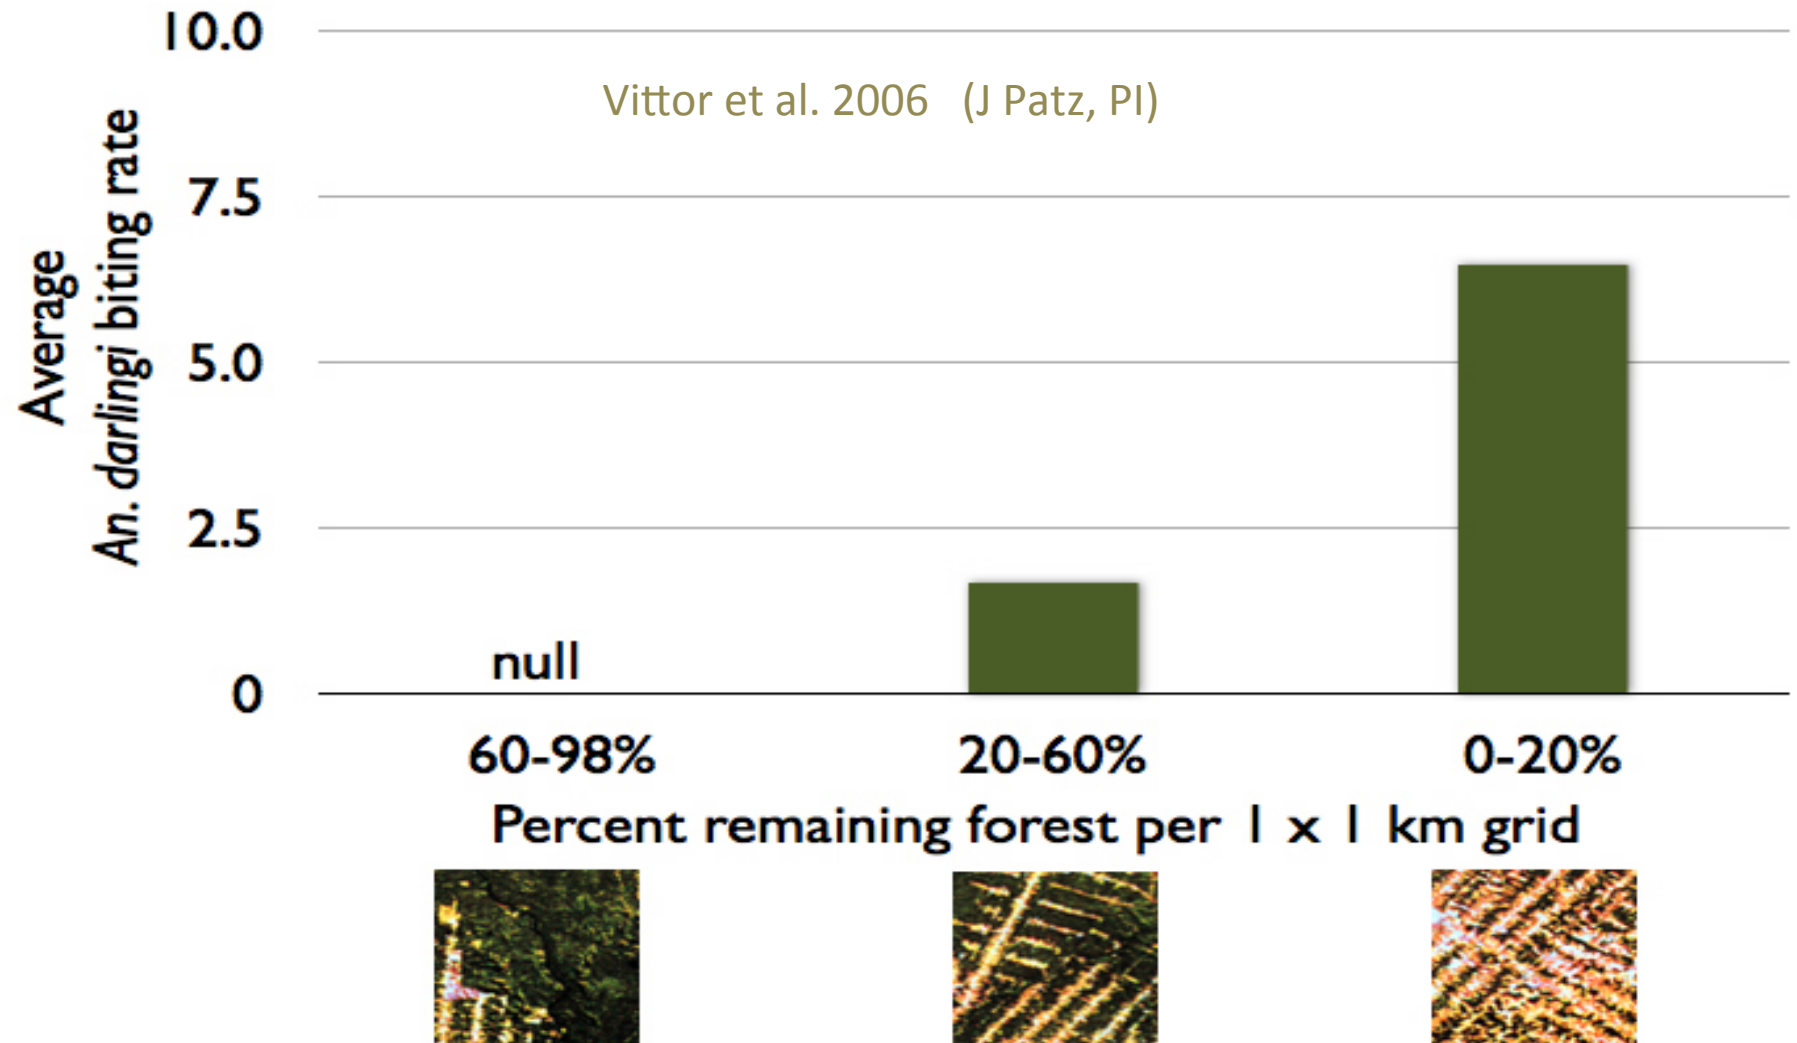 10.0
Vittor et al. 2006 (J Patz, PI)
7.5
5.0
2.5
0
Average
An. darlingi biting rate
null
60-98%
20-60%
0-20%
Percent remaining forest per 1 x 1 km grid